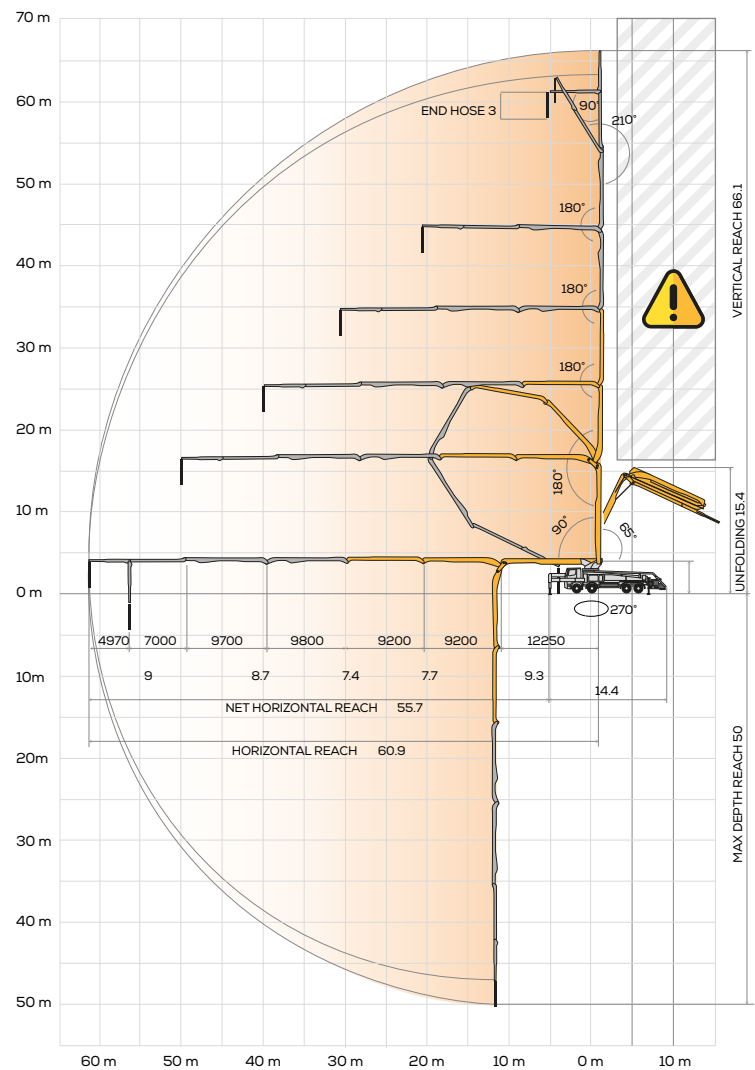 70 m
60 m
END HOSE 3
90°
210°
50 m
180°
VERTICAL REACH 66.1
40 m
180°
30 m
180°
20 m
180°
10 m
90°
65°
UNFOLDING 15.4
0 m
270°
4970 7000 9700 9800 9200 9200 12250
10m 9 8.7 7.4 7.7 9.3
14.4
NET HORIZONTAL REACH 55.7
HORIZONTAL REACH 60.9
20m
MAX DEPTH REACH 50
30 m
40 m
50 m
60 m 50 m 40 m 30 m 20 m 10 m 0 m 10 m